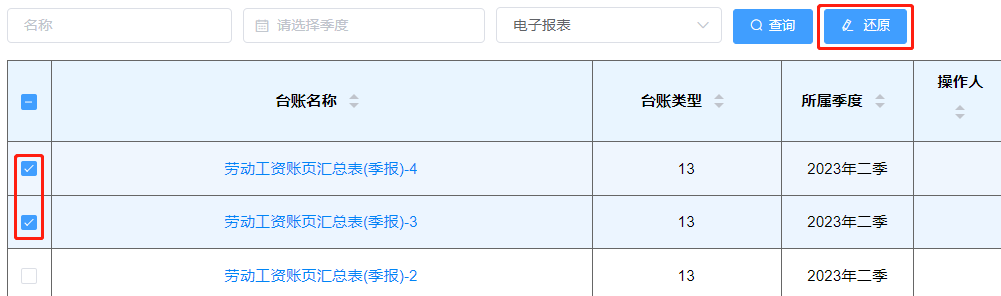 名称 请选择季度 电子报表 查询 还原
台账名称 台账类型 所属季度 操作人
劳动工资账页汇总表(季报)-4 13 2023年二季
劳动工资账页汇总表(季报)-3 13 2023年二季
劳动工资账页汇总表(季报)-2 13 2023年二季